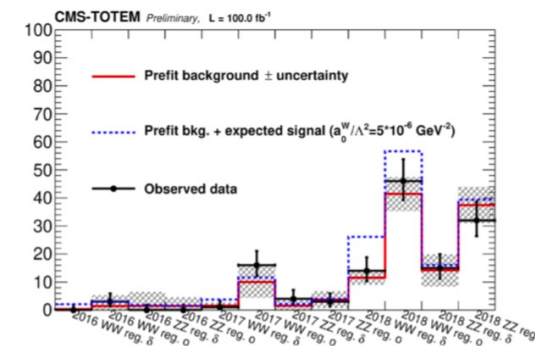 CMS-TOTEM Preliminary, L = 100.0 fb⁻¹
100
90
80
70
60
50
40
30
20
10
0
Prefit background ± uncertainty
Prefit bkg. + expected signal (a₀ᵂ/Λ²=5*10⁻⁶ GeV⁻²)
Observed data
2016 WW reg. δ
2016 WW reg. o
2016 ZZ reg. δ
2016 ZZ reg. o
2017 WW reg. δ
2017 WW reg. o
2017 ZZ reg. δ
2017 ZZ reg. o
2018 WW reg. δ
2018 WW reg. o
2018 ZZ reg. δ
2018 ZZ reg. o